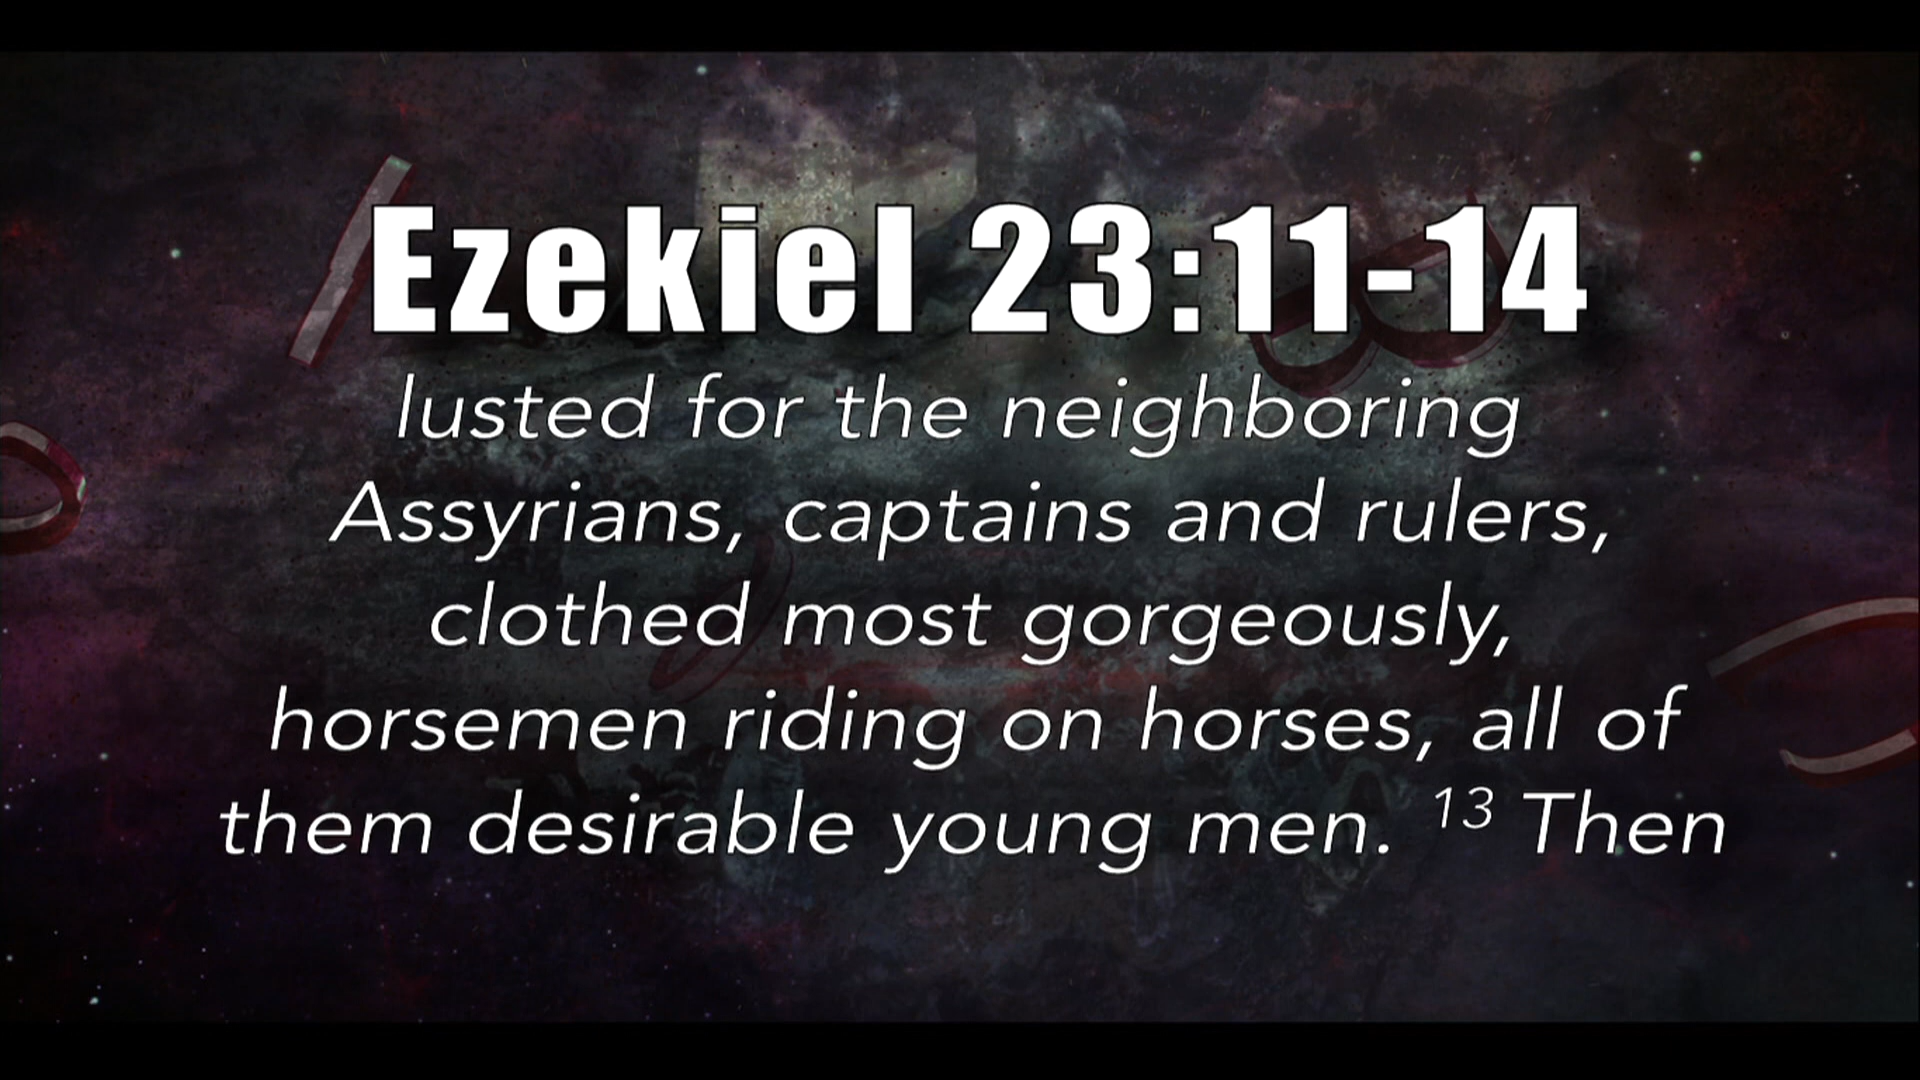 Ezekiel 23:11-14
lusted for the neighboring
Assyrians, captains and rulers,
clothed most gorgeously,
horsemen riding on horses, all of
them desirable young men. 13 Then